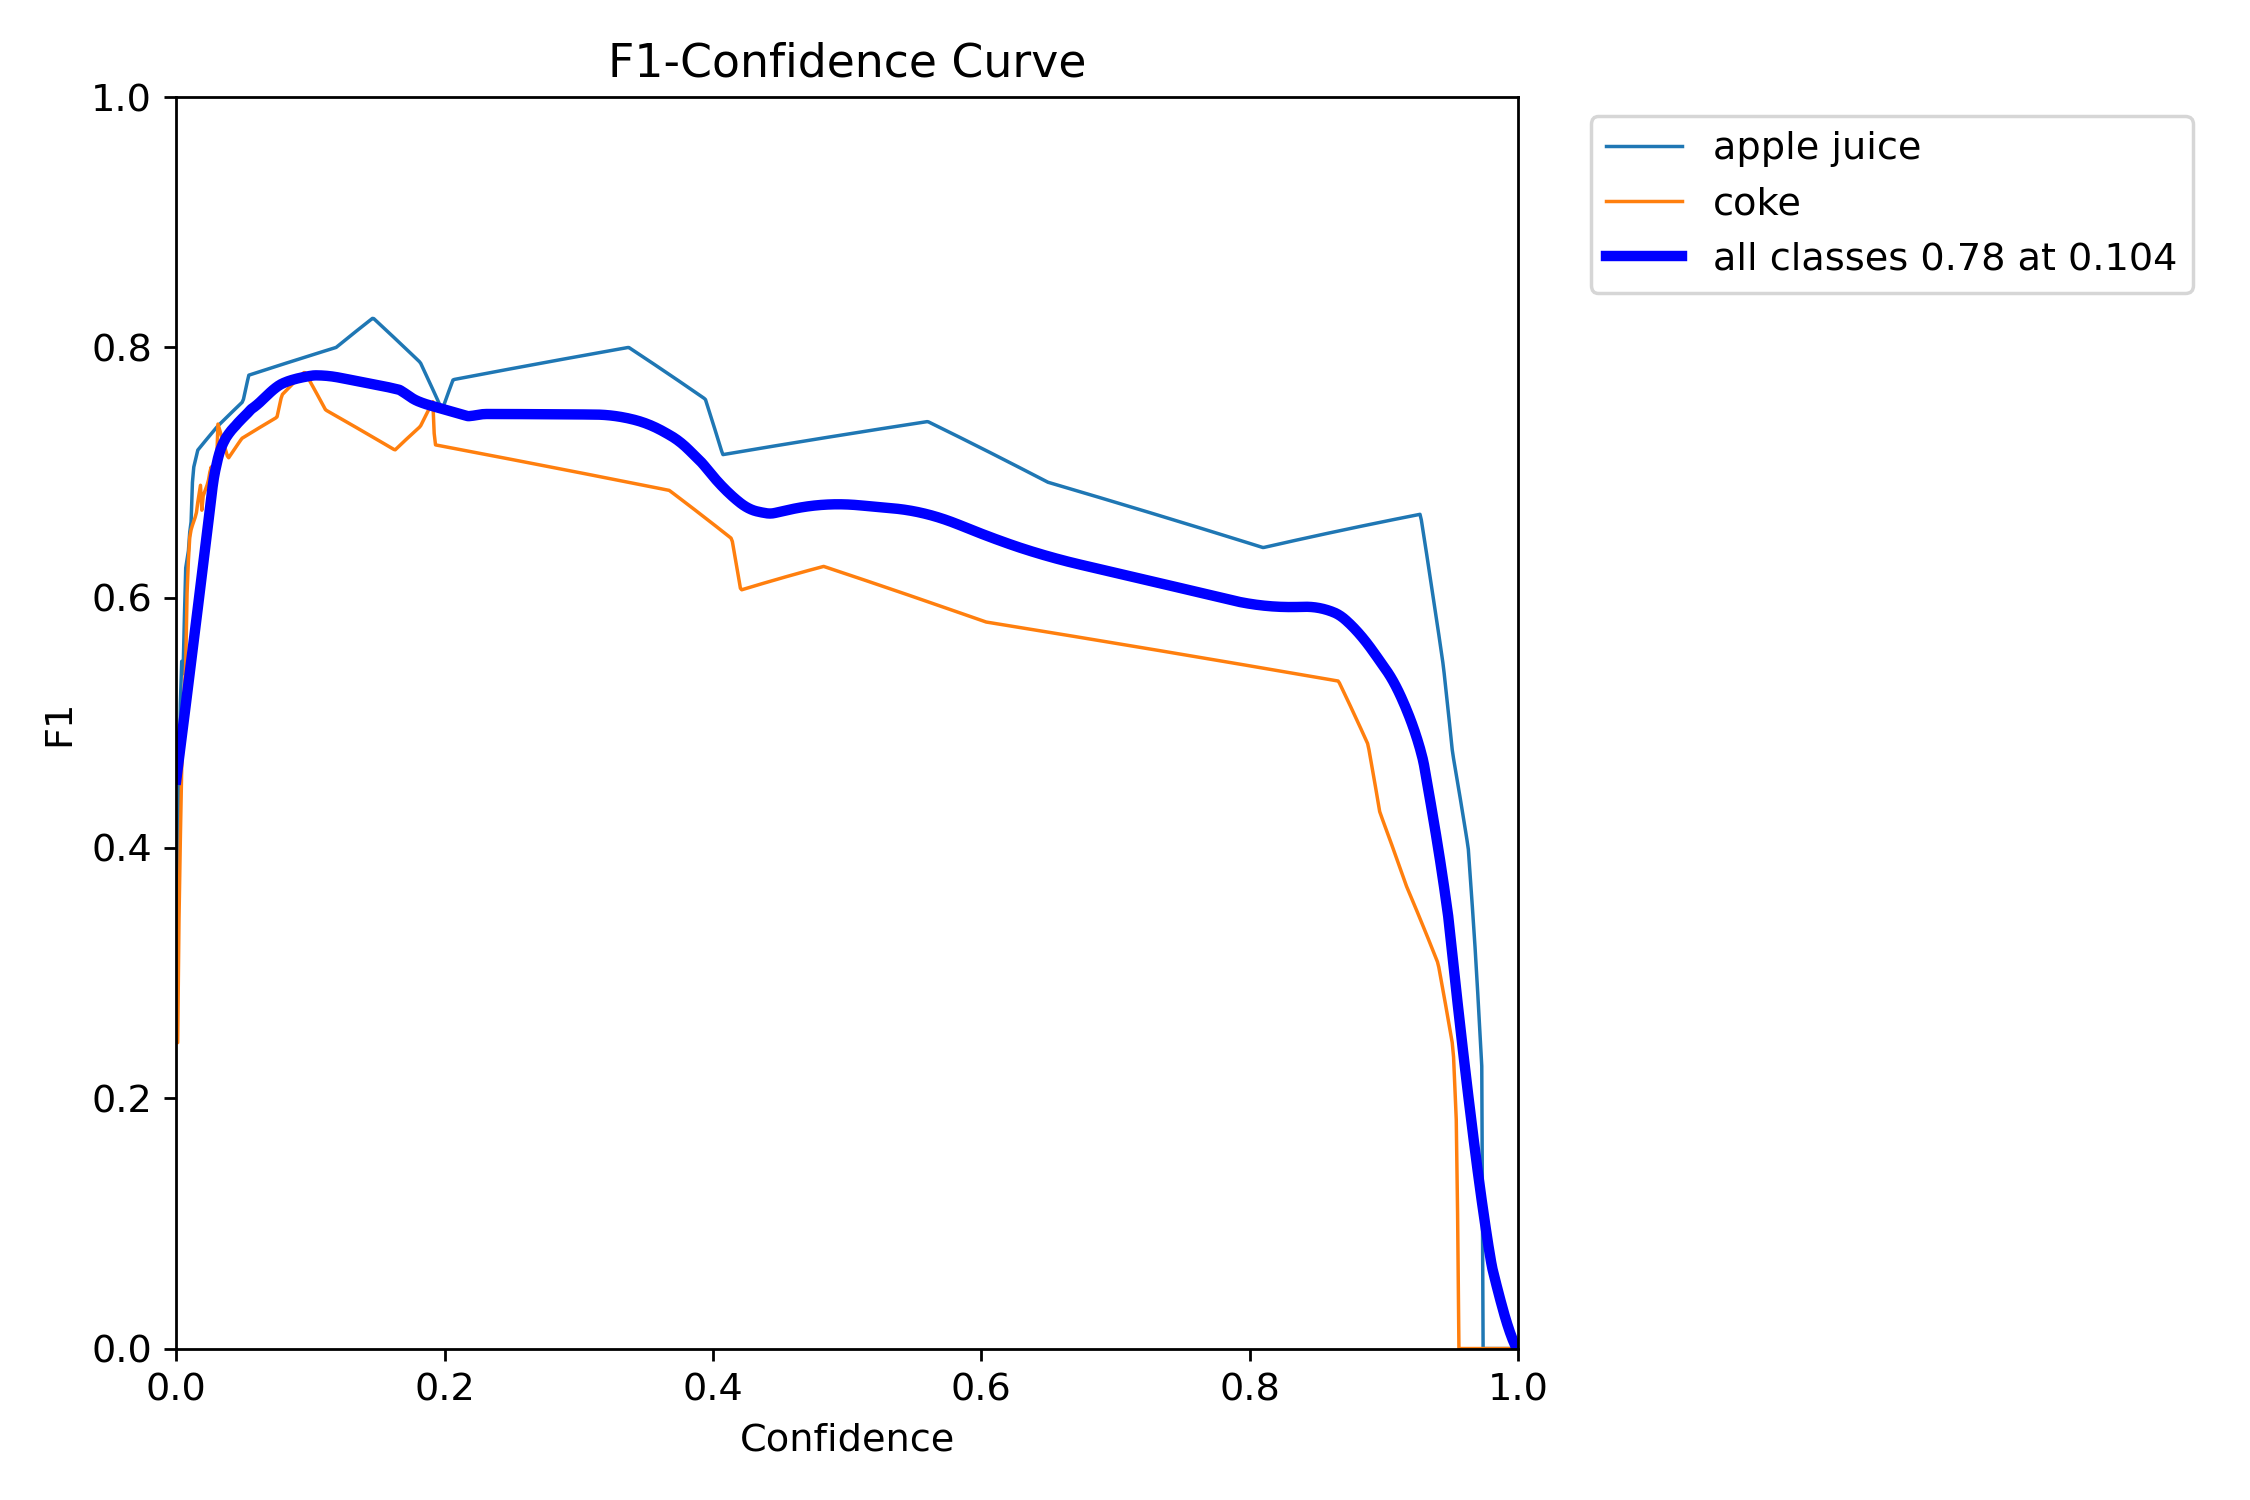 F1-Confidence Curve
1.0
0.8
0.6
0.4
0.2
0.0
F1
0.0 0.2 0.4 0.6 0.8 1.0
Confidence
apple juice
coke
all classes 0.78 at 0.104